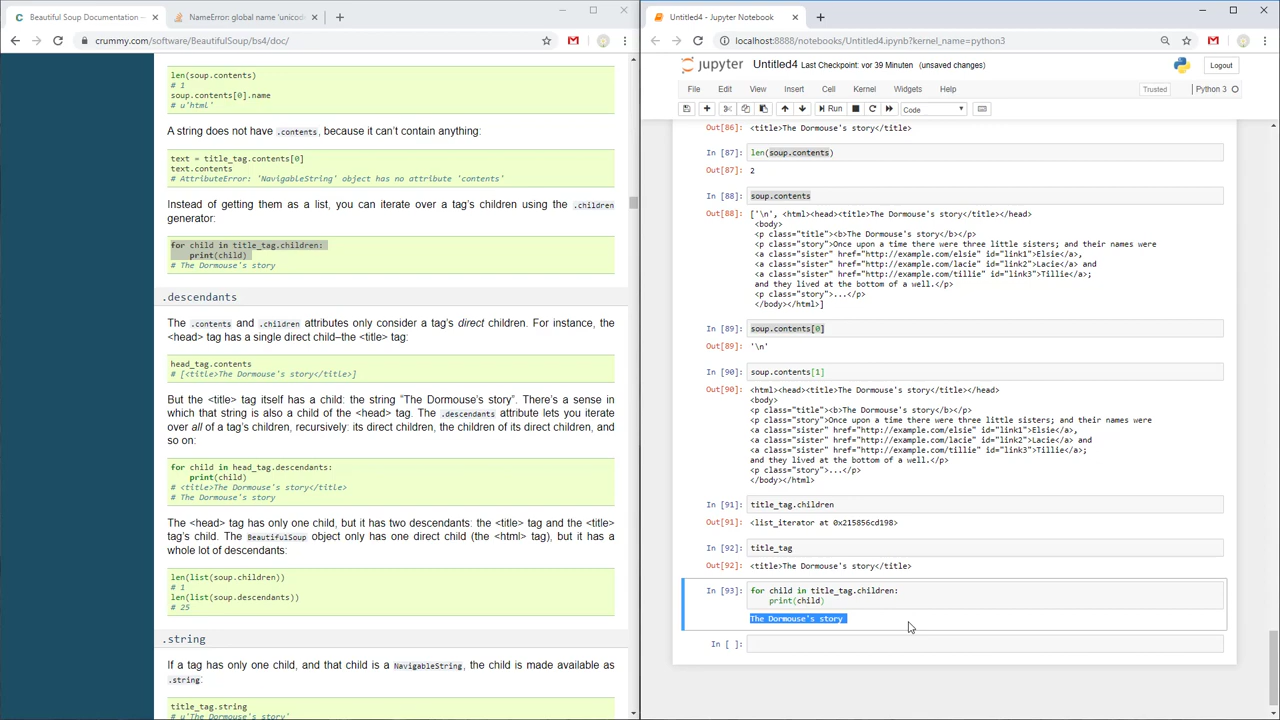 Beautiful Soup Documentation —
NameError: global name 'unicod
crummy.com/software/BeautifulSoup/bs4/doc/
len(soup.contents)
# 1
soup.contents[0].name
# u'html'
A string does not have .contents, because it can't contain anything:
text = title_tag.contents[0]
text.contents
# AttributeError: 'NavigableString' object has no attribute 'contents'
Instead of getting them as a list, you can iterate over a tag's children using the .children
generator:
for child in title_tag.children:
    print(child)
# The Dormouse's story
.descendants
The .contents and .children attributes only consider a tag's direct children. For instance, the
<head> tag has a single direct child–the <title> tag:
head_tag.contents
# [<title>The Dormouse's story</title>]
But the <title> tag itself has a child: the string "The Dormouse's story". There's a sense in
which that string is also a child of the <head> tag. The .descendants attribute lets you iterate
over all of a tag's children, recursively: its direct children, the children of its direct children, and
so on:
for child in head_tag.descendants:
    print(child)
# <title>The Dormouse's story</title>
# The Dormouse's story
The <head> tag has only one child, but it has two descendants: the <title> tag and the <title>
tag's child. The BeautifulSoup object only has one direct child (the <html> tag), but it has a
whole lot of descendants:
len(list(soup.children))
# 1
len(list(soup.descendants))
# 25
.string
If a tag has only one child, and that child is a NavigableString, the child is made available as
.string:
title_tag.string
# u'The Dormouse's story'
Untitled4 - Jupyter Notebook
localhost:8888/notebooks/Untitled4.ipynb?kernel_name=python3
jupyter Untitled4 Last Checkpoint: vor 39 Minuten (unsaved changes)
Logout
File Edit View Insert Cell Kernel Widgets Help
Trusted Python 3
Run Code
Out[86]: <title>The Dormouse's story</title>
In [87]: len(soup.contents)
Out[87]: 2
In [88]: soup.contents
Out[88]: ['\n', <html><head><title>The Dormouse's story</title></head>
<body>
<p class="title"><b>The Dormouse's story</b></p>
<p class="story">Once upon a time there were three little sisters; and their names were
<a class="sister" href="http://example.com/elsie" id="link1">Elsie</a>,
<a class="sister" href="http://example.com/lacie" id="link2">Lacie</a> and
<a class="sister" href="http://example.com/tillie" id="link3">Tillie</a>;
and they lived at the bottom of a well.</p>
<p class="story">...</p>
</body></html>]
In [89]: soup.contents[0]
Out[89]: '\n'
In [90]: soup.contents[1]
Out[90]: <html><head><title>The Dormouse's story</title></head>
<body>
<p class="title"><b>The Dormouse's story</b></p>
<p class="story">Once upon a time there were three little sisters; and their names were
<a class="sister" href="http://example.com/elsie" id="link1">Elsie</a>,
<a class="sister" href="http://example.com/lacie" id="link2">Lacie</a> and
<a class="sister" href="http://example.com/tillie" id="link3">Tillie</a>;
and they lived at the bottom of a well.</p>
<p class="story">...</p>
</body></html>
In [91]: title_tag.children
Out[91]: <list_iterator at 0x215856cd198>
In [92]: title_tag
Out[92]: <title>The Dormouse's story</title>
In [93]: for child in title_tag.children:
    print(child)
The Dormouse's story
In [ ]: